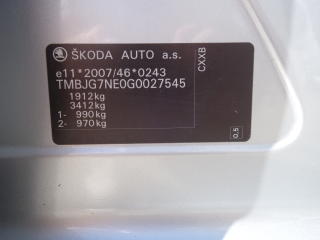 ŠKODA AUTO a.s.
e11*2007/46*0243
TMBJG7NE0G0027545
1912kg
3412kg
1- 990kg
2- 970kg
CXXB
0,5